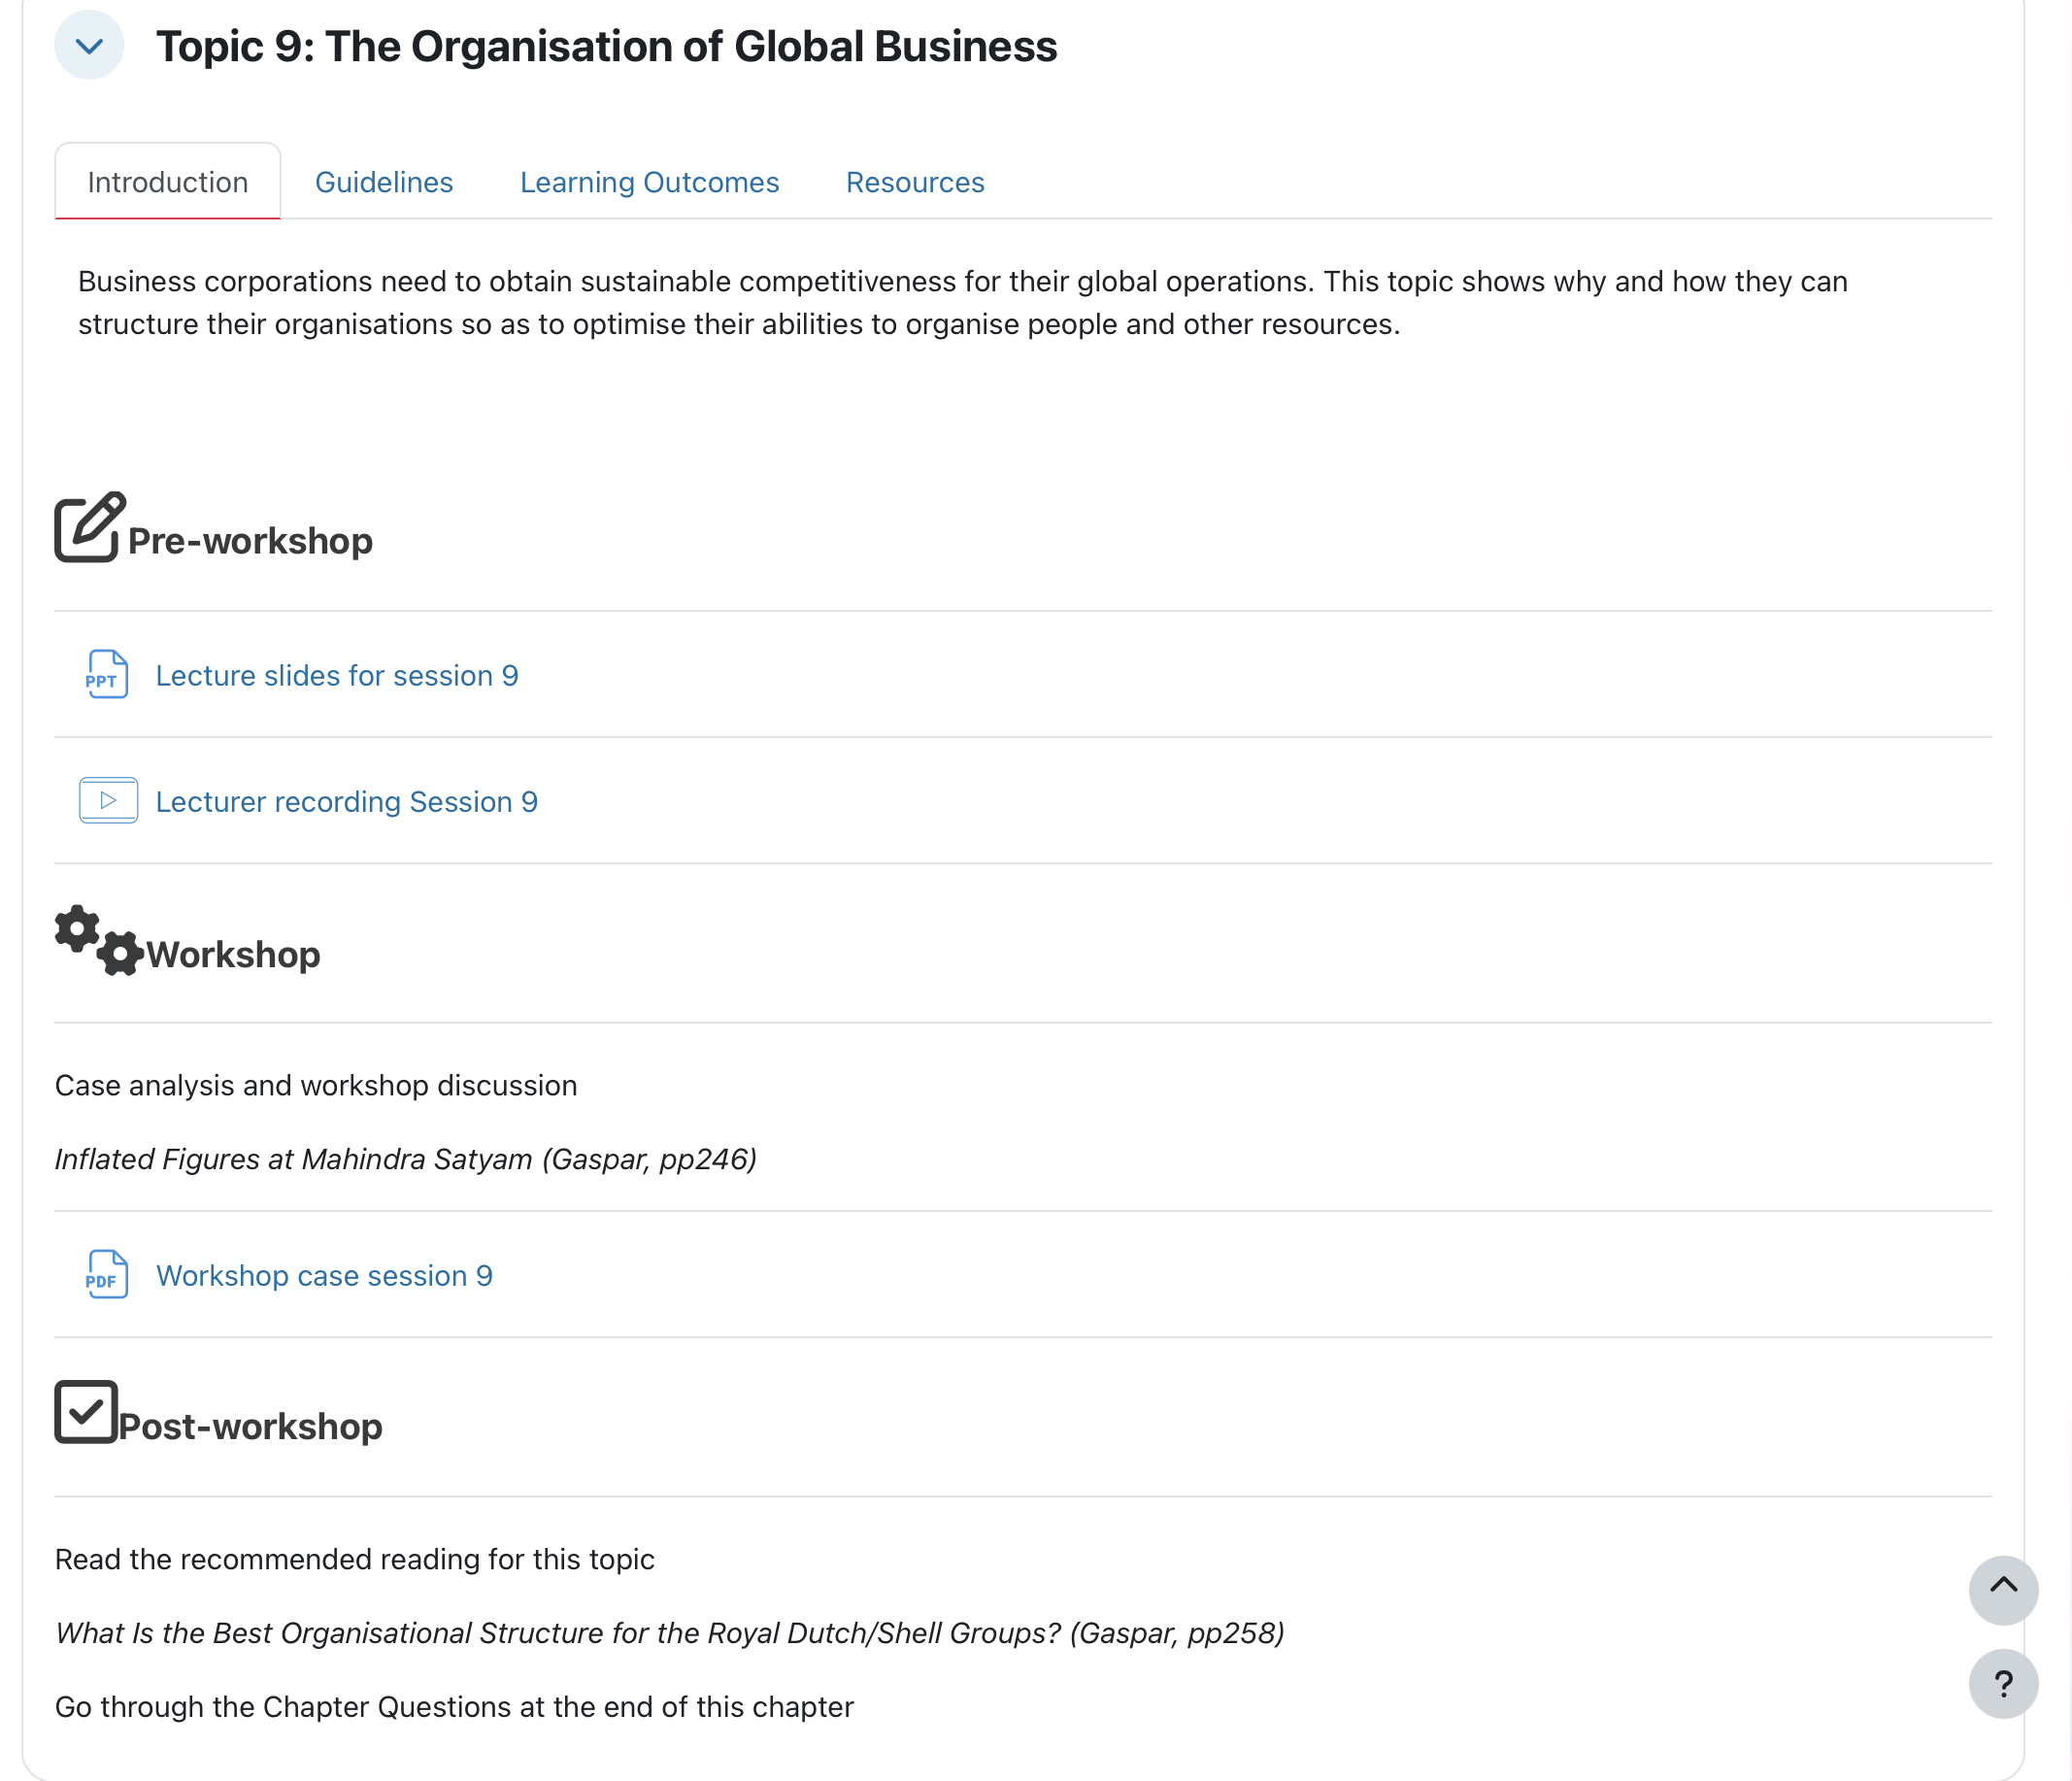 Topic 9: The Organisation of Global Business
Introduction
Guidelines
Learning Outcomes
Resources
Business corporations need to obtain sustainable competitiveness for their global operations. This topic shows why and how they can
structure their organisations so as to optimise their abilities to organise people and other resources.
Pre-workshop
PPT
Lecture slides for session 9
Lecturer recording Session 9
Workshop
Case analysis and workshop discussion
Inflated Figures at Mahindra Satyam (Gaspar, pp246)
PDF
Workshop case session 9
Post-workshop
Read the recommended reading for this topic
What Is the Best Organisational Structure for the Royal Dutch/Shell Groups? (Gaspar, pp258)
Go through the Chapter Questions at the end of this chapter
?